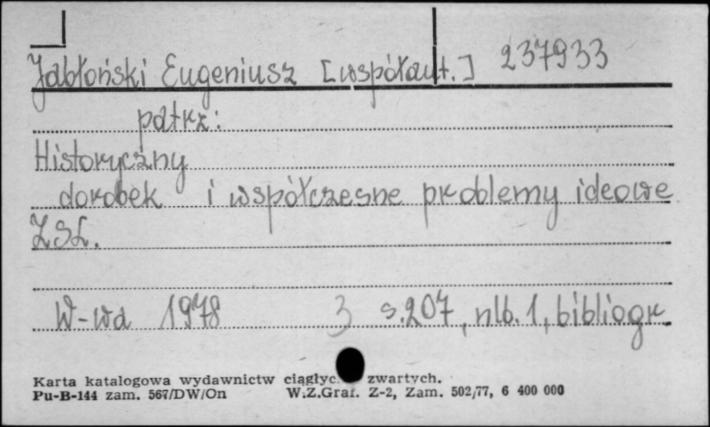 Jabłoński Eugeniusz [współaut.] 237933
patrz:
Historyczny
dorobek i współczesne problemy ideowe
ZSL.
W-wa 1978 3 s.207, nlb.1, bibliogr.
Karta katalogowa wydawnictw zwartych.
Pu-B-144 zam. 567/DW/On W.Z.Graf. Z-2, Zam. 502/77, 6 400 000